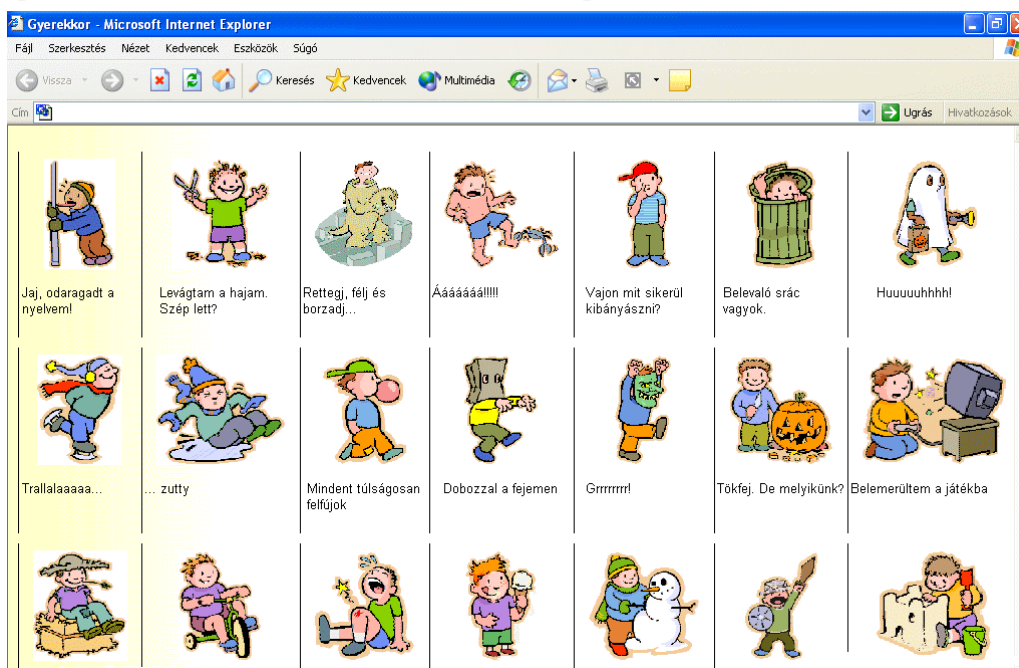 Gyerekkor - Microsoft Internet Explorer
Fájl Szerkesztés Nézet Kedvencek Eszközök Súgó
Vissza Keresés Kedvencek Multimédia
Cím Ugrás Hivatkozások
Jaj, odaragadt a
nyelvem!
Levágtam a hajam.
Szép lett?
Rettegj, félj és
borzadj...
Ááááááá!!!!!
Vajon mit sikerül
kibányászni?
Belevaló srác
vagyok.
Huuuuuhhhh!
Trallalaaaaa...
... zutty
Mindent túlságosan
felfújok
Dobozzal a fejemen
Grrrrrrrr!
Tökfej. De melyikünk?
Belemerültem a játékba